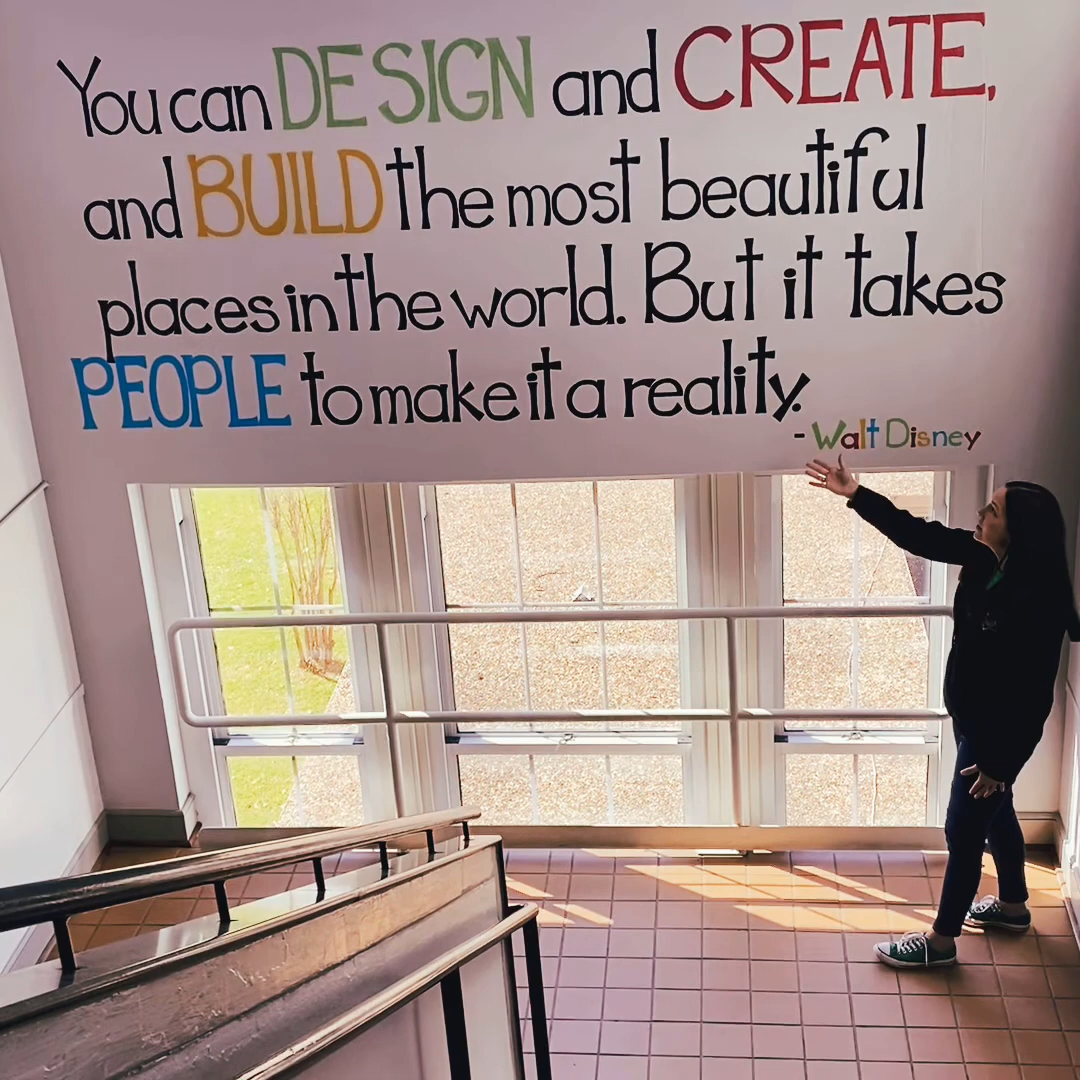 You can DESIGN and CREATE,
and BUILD the most beautiful
places in the world. But it takes
PEOPLE to make it a reality.
- Walt Disney